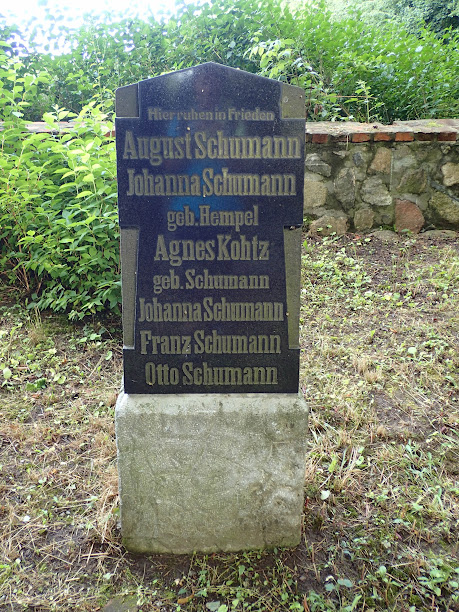 Hier ruhen in Frieden
August Schumann
Johanna Schumann
geb. Hempel
Agnes Kohtz
geb. Schumann
Johanna Schumann
Franz Schumann
Otto Schumann